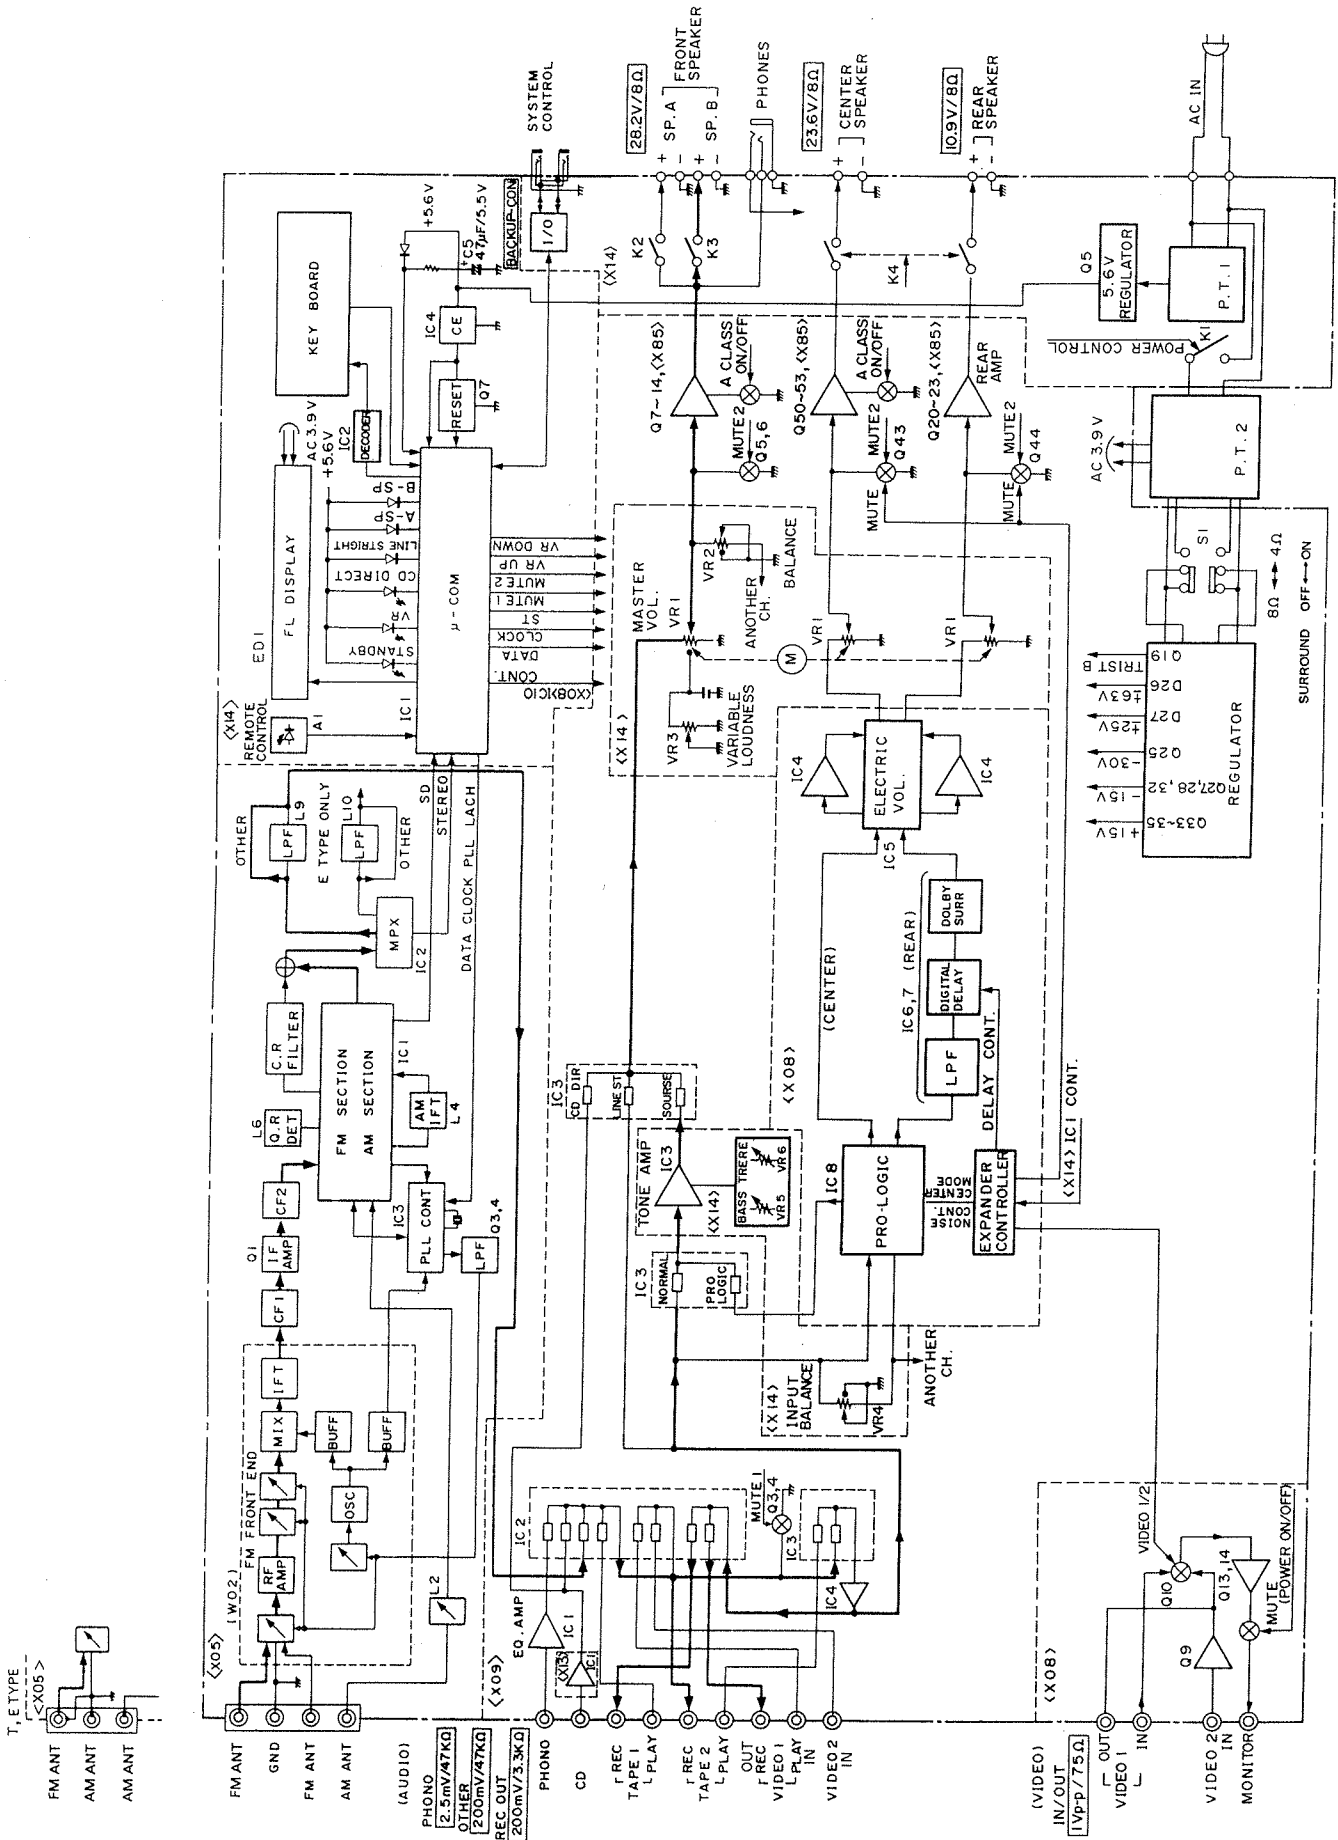 T, E TYPE
<X05>
FM ANT
AM ANT
AM ANT
FM ANT
GND
FM ANT
AM ANT
<X05>
(W02)
FM FRONT END
RF AMP
MIX
IFT
OSC
BUFF
BUFF
L2
CF1
Q1
IF AMP
CF2
L6
Q.R DET
C.R FILTER
FM SECTION
AM SECTION
IC1
AM IFT
L4
IC3
PLL CONT
Q3,4
LPF
MPX
IC2
OTHER
LPF
L9
E TYPE ONLY
LPF
L10
OTHER
SD
STEREO
DATA CLOCK PLL LACH
<X14>
REMOTE CONTROL
A1
ED1
FL DISPLAY
AC 3.9V
KEY BOARD
+5.6V
IC2
DECODER
STANDBY
VR
CD DIRECT
LINE STRIGHT
A-SP
B-SP
IC1
μ-COM
CONT.
DATA
CLOCK
ST
MUTE 1
MUTE 2
VR UP
VR DOWN
<X08>IC10
RESET
Q7
IC4
CE
+5.6V
+C5
47μF/5.5V
BACKUP-CON
I/O
SYSTEM CONTROL
<X14>
(AUDIO)
PHONO
2.5mV/47KΩ
OTHER
200mV/47KΩ
REC OUT
200mV/3.3KΩ
PHONO
CD
REC
TAPE 1
PLAY
REC
TAPE 2
PLAY
OUT
REC
VIDEO 1
PLAY
IN
VIDEO 2
IN
<X09>
EQ. AMP
IC1
<X13>
IC1
IC2
MUTE 1
Q3,4
IC3
IC4
<X14>
INPUT BALANCE
VR4
ANOTHER CH.
IC3
NORMAL
PRO LOGIC
TONE AMP
IC3
<X14>
BASS TRERE
VR5
VR6
IC3
CD DIR
LINE ST
SOURSE
<X14>
MASTER VOL.
VR1
VR3
VARIABLE LOUDNESS
VR2
ANOTHER CH.
BALANCE
M
VR1
VR1
Q7~14,<X85>
MUTE2
Q5,6
A CLASS ON/OFF
K2
K3
28.2V/8Ω
+
-
SP. A
+
-
SP. B
FRONT SPEAKER
PHONES
Q50~53,<X85>
MUTE
MUTE2
Q43
A CLASS ON/OFF
K4
23.6V/8Ω
+
-
CENTER SPEAKER
Q20~23,<X85>
REAR AMP
MUTE2
Q44
10.9V/8Ω
+
-
REAR SPEAKER
<X08>
IC8
PRO-LOGIC
(CENTER)
LPF
DIGITAL DELAY
DOLBY SURR
IC6,7 (REAR)
DELAY CONT.
IC5
ELECTRIC VOL.
IC4
IC4
NOISE CONT.
CENTER MODE
EXPANDER CONTROLLER
<X14> IC1 CONT.
AC IN
P.T.1
Q5
5.6V REGULATOR
POWER CONTROL
K1
P.T.2
AC 3.9V
S1
8Ω ↔ 4Ω
SURROUND OFF ↔ ON
REGULATOR
+15V
Q33~35
-15V
Q27,28,32
-30V
Q25
±25V
D27
±63V
D26
TRIST B
Q19
(VIDEO)
IN/OUT
1Vp-p/75Ω
OUT
VIDEO 1
IN
VIDEO 2
IN
MONITOR
<X08>
Q9
Q10
VIDEO 1/2
Q13,14
MUTE
(POWER ON/OFF)